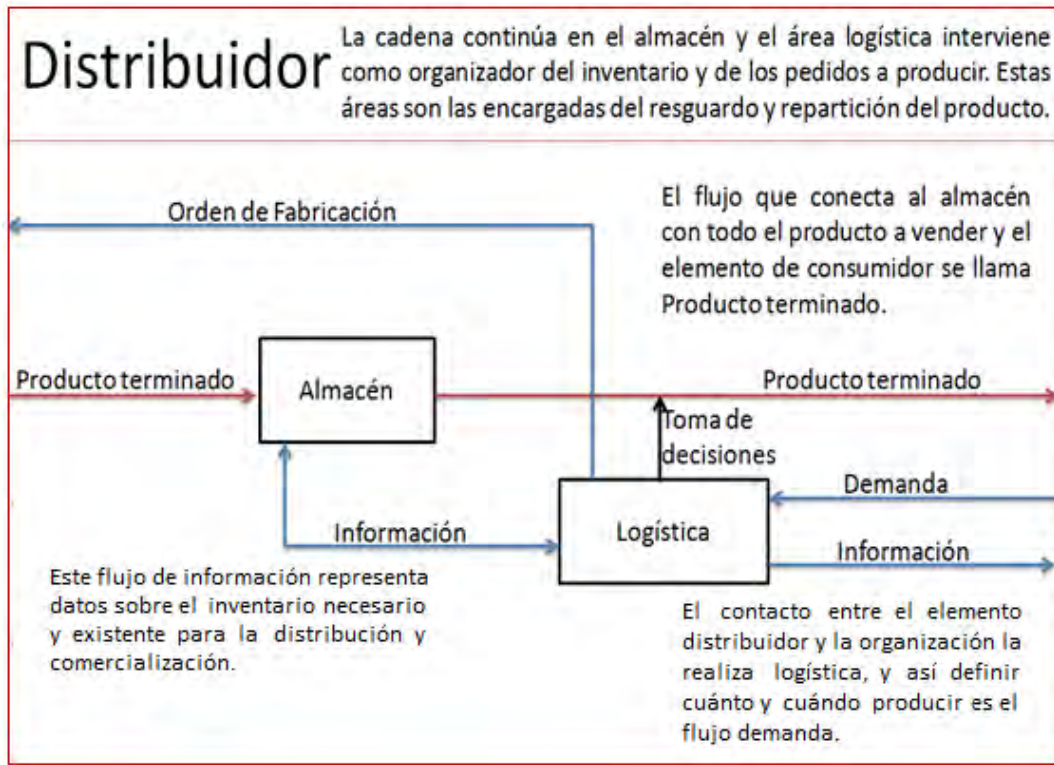 Distribuidor
La cadena continúa en el almacén y el área logística interviene
como organizador del inventario y de los pedidos a producir. Estas
áreas son las encargadas del resguardo y repartición del producto.
Orden de Fabricación
El flujo que conecta al almacén
con todo el producto a vender y el
elemento de consumidor se llama
Producto terminado.
Producto terminado
Almacén
Producto terminado
Toma de
decisiones
Demanda
Información
Logística
Información
Este flujo de información representa
datos sobre el inventario necesario
y existente para la distribución y
comercialización.
El contacto entre el elemento
distribuidor y la organización la
realiza logística, y así definir
cuánto y cuándo producir es el
flujo demanda.